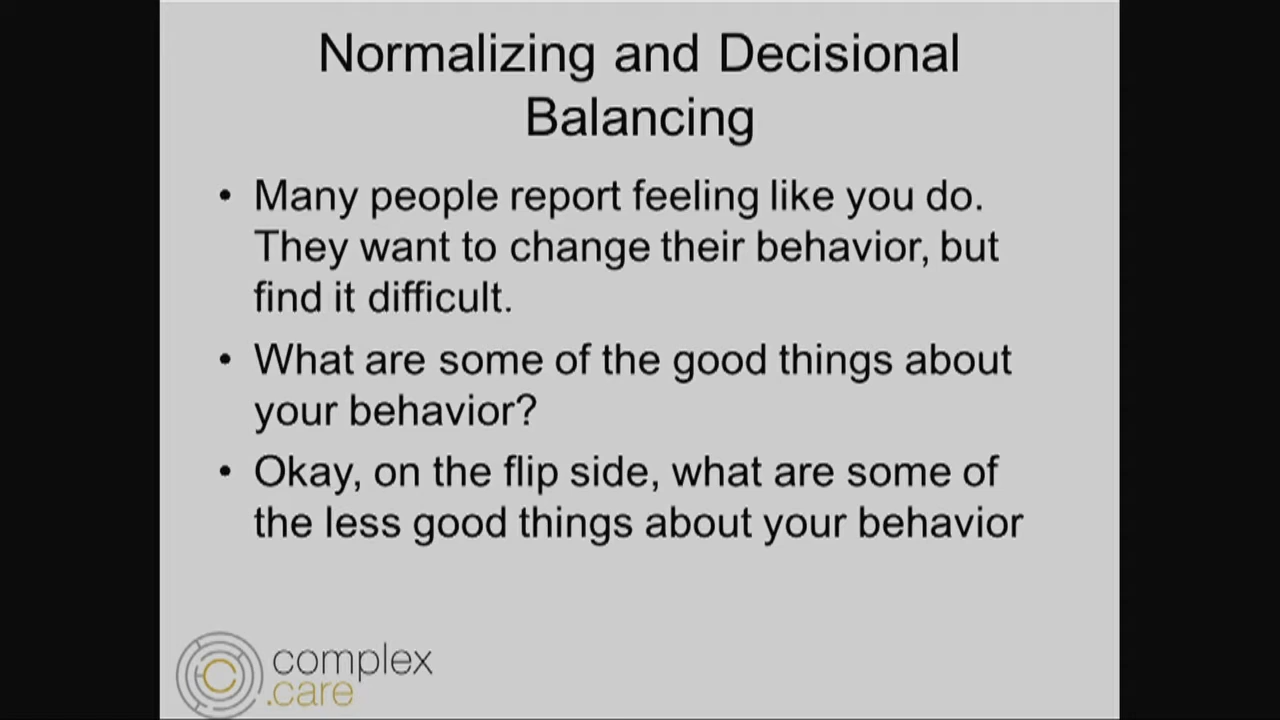 Normalizing and Decisional
Balancing
• Many people report feeling like you do.
They want to change their behavior, but
find it difficult.
• What are some of the good things about
your behavior?
• Okay, on the flip side, what are some of
the less good things about your behavior
complex
.care